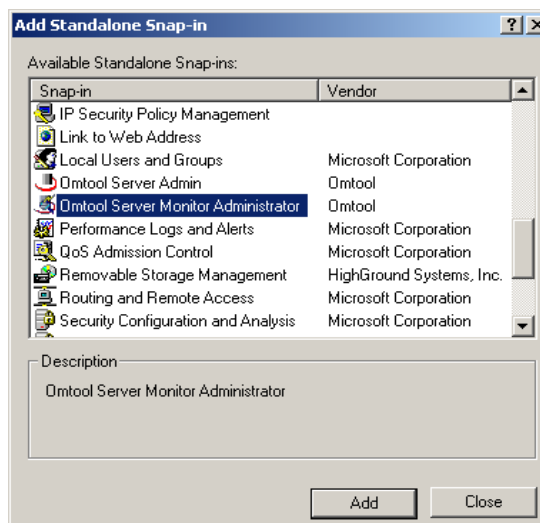 Add Standalone Snap-in
Available Standalone Snap-ins:
Snap-in Vendor
IP Security Policy Management
Link to Web Address
Local Users and Groups Microsoft Corporation
Omtool Server Admin Omtool
Omtool Server Monitor Administrator Omtool
Performance Logs and Alerts Microsoft Corporation
QoS Admission Control Microsoft Corporation
Removable Storage Management HighGround Systems, Inc.
Routing and Remote Access Microsoft Corporation
Security Configuration and Analysis Microsoft Corporation
Description
Omtool Server Monitor Administrator
Add Close